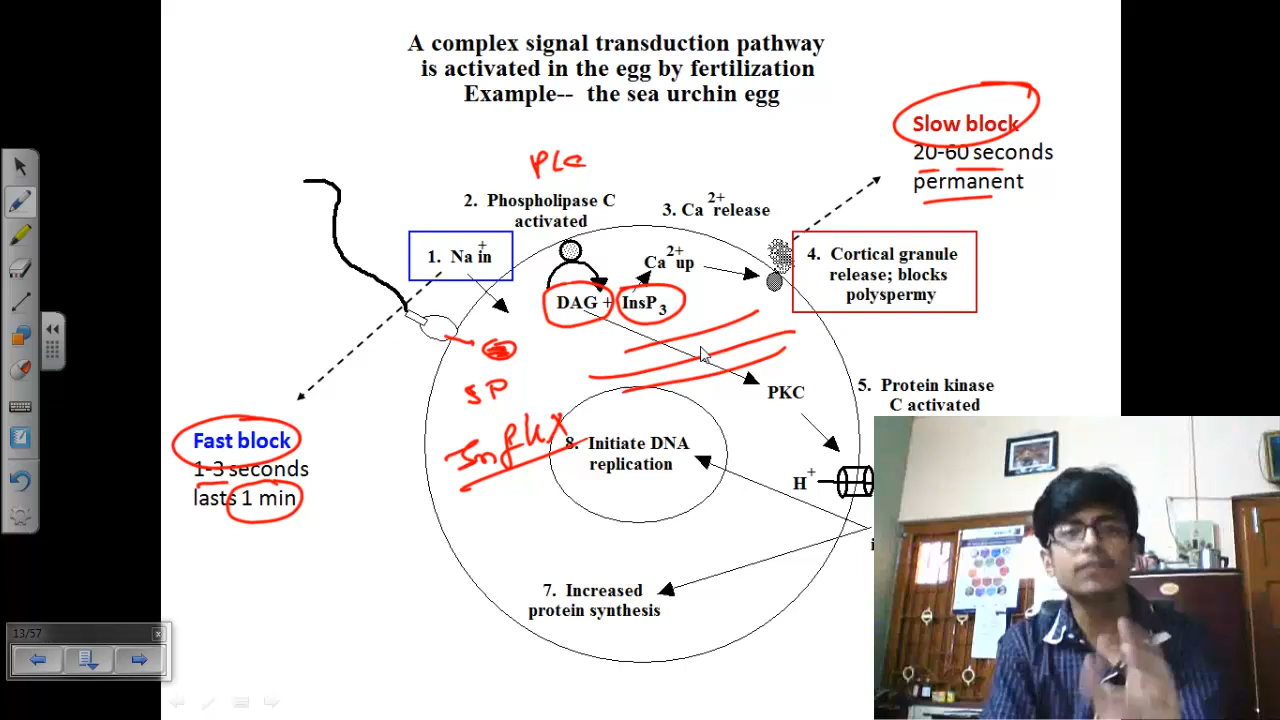 A complex signal transduction pathway
is activated in the egg by fertilization
Example-- the sea urchin egg
Slow block
20-60 seconds
permanent
PLC
2. Phospholipase C
activated
3. Ca2+ release
1. Na+ in
Ca2+ up
4. Cortical granule
release; blocks
polyspermy
DAG + InsP3
SP
PKC
5. Protein kinase
C activated
Fast block
1-3 seconds
lasts 1 min
Influx
8. Initiate DNA
replication
H+
7. Increased
protein synthesis
13/57